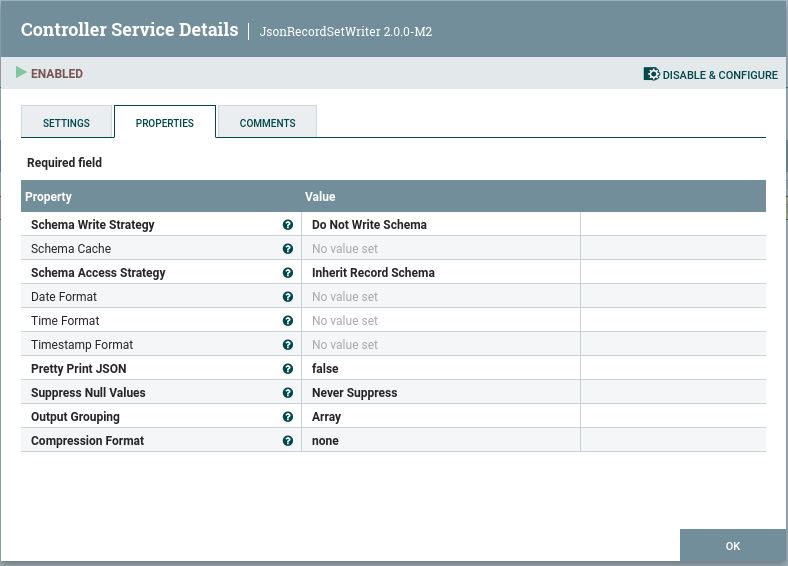 Controller Service Details | JsonRecordSetWriter 2.0.0-M2
ENABLED DISABLE & CONFIGURE
SETTINGS PROPERTIES COMMENTS
Required field
Property Value
Schema Write Strategy ? Do Not Write Schema
Schema Cache ? No value set
Schema Access Strategy ? Inherit Record Schema
Date Format ? No value set
Time Format ? No value set
Timestamp Format ? No value set
Pretty Print JSON ? false
Suppress Null Values ? Never Suppress
Output Grouping ? Array
Compression Format ? none
OK